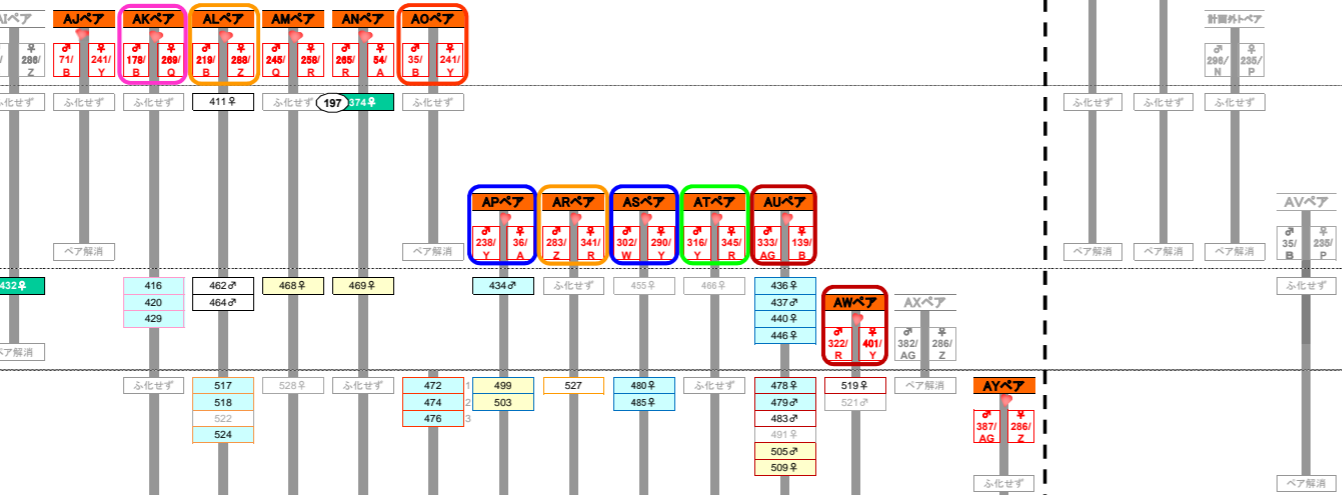 AJペア AKペア ALペア AMペア ANペア AOペア 計画外トペア
♀ ♂ ♀ ♂ ♀ ♂ ♀ ♂ ♀ ♂ ♀ ♂ ♀ ♂ ♀
286/ 71/ 241/ 178/ 269/ 219/ 288/ 245/ 258/ 265/ 54/ 35/ 241/ 296/ 235/
Z B Y B Q B Z Q R R A B Y N P
ふ化せず ふ化せず ふ化せず 411♀ ふ化せず 197 374♀ ふ化せず ふ化せず ふ化せず ふ化せず
APペア ARペア ASペア ATペア AUペア AVペア
♂ ♀ ♂ ♀ ♂ ♀ ♂ ♀ ♂ ♀ ♂ ♀
238/ 36/ 283/ 341/ 302/ 290/ 316/ 345/ 333/ 139/ 35/ 235/
Y A Z R W Y Y R AG B B P
ペア解消 ペア解消 ペア解消 ペア解消 ペア解消
432♀ 416 462♂ 468♀ 469♀ 434♂ ふ化せず 455♀ 466♀ 436♀ ふ化せず
420 464♂ 437♂ AWペア AXペア
429 440♀
446♀
♂ ♀ ♂ ♀
322/ 401/ 382/ 286/
R Y AG Z
ペア解消
ふ化せず 517 528♀ ふ化せず 472 1 499 527 480♀ ふ化せず 478♀ 519♀ ペア解消 AYペア
518 474 2 503 485♀ 479♂ 521♂
522 476 3 483♂
524 491♀
505♂
509♀
♂ ♀
387/ 286/
AG Z
ふ化せず ペア解消